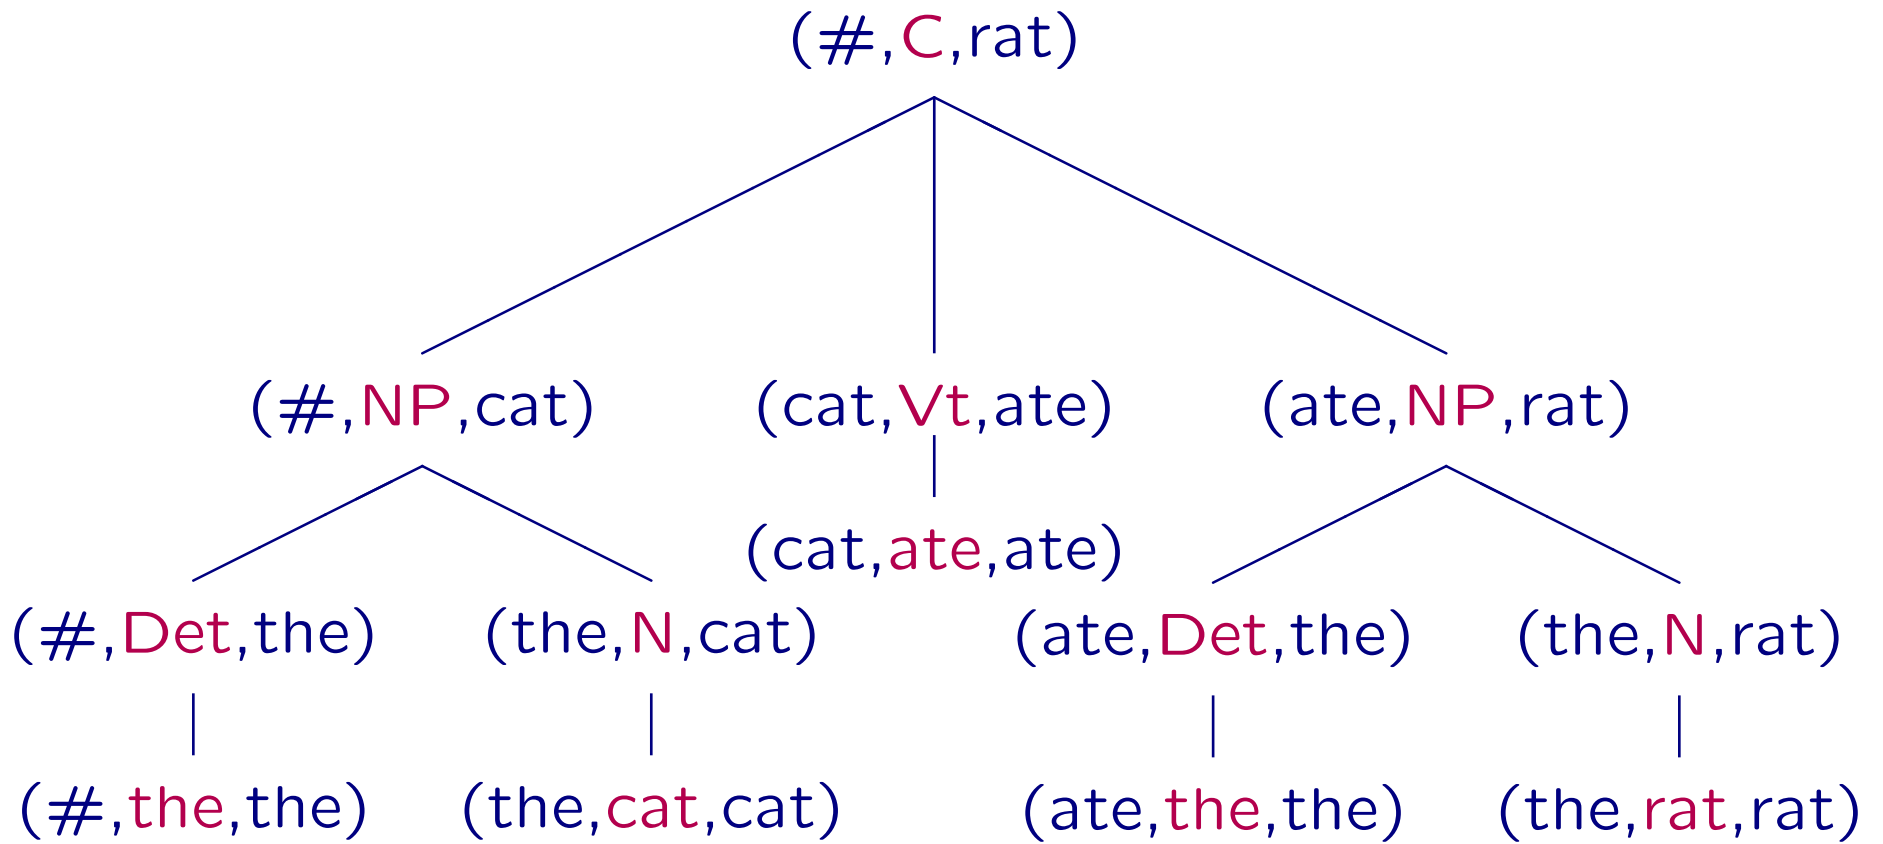 (#,C,rat)
(#,NP,cat) (cat,Vt,ate) (ate,NP,rat)
(cat,ate,ate)
(#,Det,the) (the,N,cat) (ate,Det,the) (the,N,rat)
(#,the,the) (the,cat,cat) (ate,the,the) (the,rat,rat)